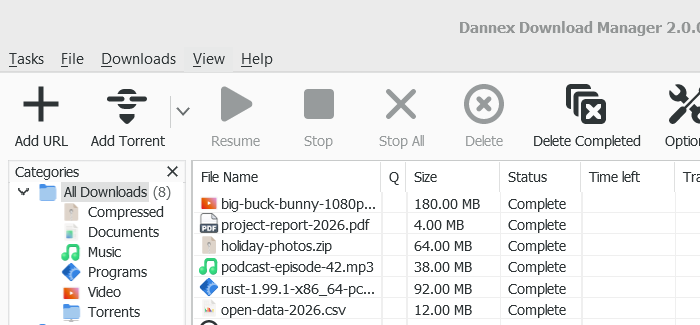 Dannex Download Manager 2.0.0
Tasks File Downloads View Help
Add URL Add Torrent Resume Stop Stop All Delete Delete Completed Option
Categories
All Downloads (8)
Compressed
Documents
Music
Programs
Video
Torrents
File Name Q Size Status Time left Tra
big-buck-bunny-1080p... 180.00 MB Complete
PDF project-report-2026.pdf 4.00 MB Complete
holiday-photos.zip 64.00 MB Complete
podcast-episode-42.mp3 38.00 MB Complete
rust-1.99.1-x86_64-pc... 92.00 MB Complete
open-data-2026.csv 12.00 MB Complete